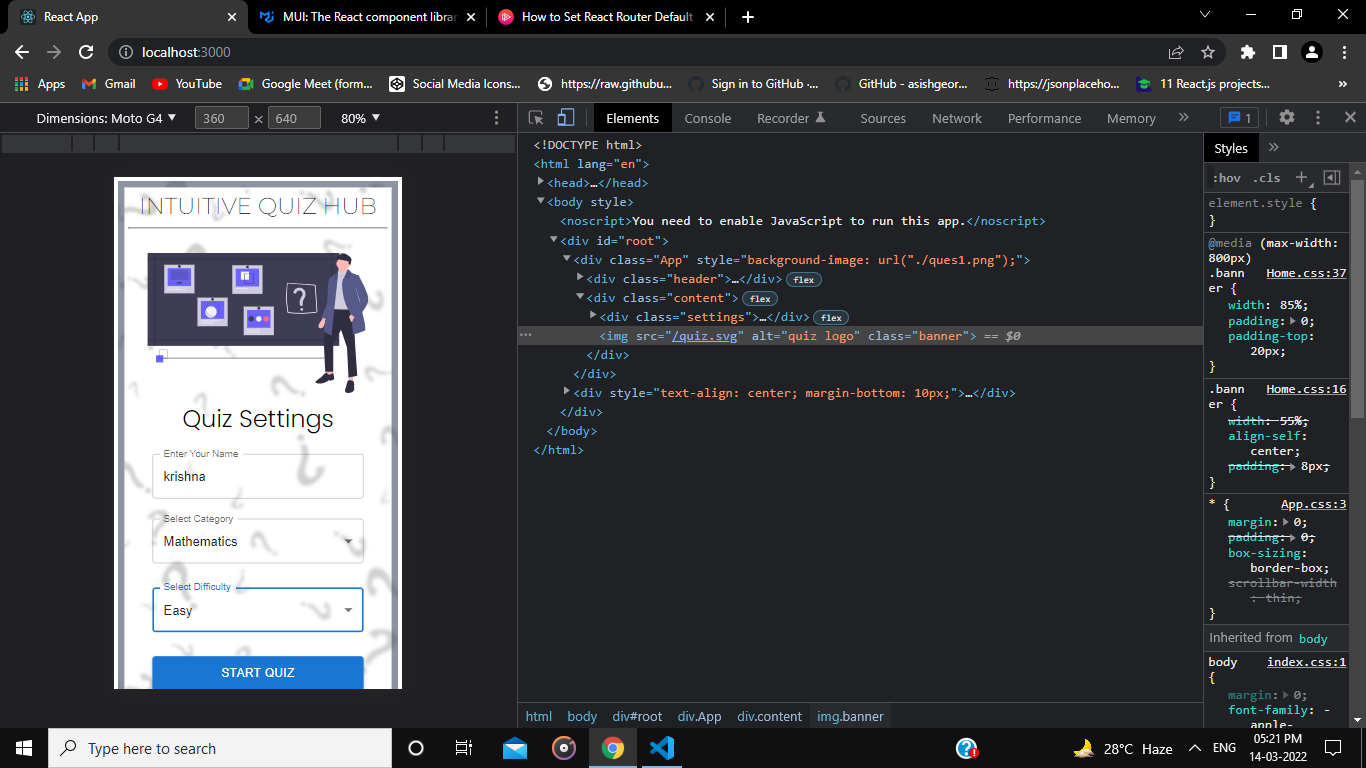 React App
MUI: The React component librar
How to Set React Router Default
localhost:3000
Apps
Gmail
YouTube
Google Meet (form...
Social Media Icons...
https://raw.githubu...
Sign in to GitHub ·...
GitHub - asishgeor...
https://jsonplaceho...
11 React.js projects...
»
Dimensions: Moto G4 ▼
360 x 640
80% ▼
Elements
Console
Recorder
Sources
Network
Performance
Memory
»
1
INTUITIVE QUIZ HUB
?
Quiz Settings
Enter Your Name
krishna
Select Category
Mathematics
Select Difficulty
Easy
START QUIZ
<!DOCTYPE html>
<html lang="en">
<head>…</head>
<body style>
<noscript>You need to enable JavaScript to run this app.</noscript>
<div id="root">
<div class="App" style="background-image: url("./ques1.png");">
<div class="header">…</div> flex
<div class="content"> flex
<div class="settings">…</div> flex
<img src="/quiz.svg" alt="quiz logo" class="banner"> == $0
</div>
</div>
<div style="text-align: center; margin-bottom: 10px;">…</div>
</div>
</body>
</html>
html body div#root div.App div.content img.banner
Styles »
:hov .cls +
element.style {
}
@media (max-width:
800px)
.bann Home.css:37
er {
width: 85%;
padding: 0;
padding-top:
20px;
}
.bann Home.css:16
er {
width: 55%;
align-self:
center;
padding: 8px;
}
* { App.css:3
margin: 0;
padding: 0;
box-sizing:
border-box;
scrollbar-width
: thin;
}
Inherited from body
body index.css:1
{
margin: 0;
font-family: -
apple-
Type here to search
28°C Haze
ENG
05:21 PM
14-03-2022